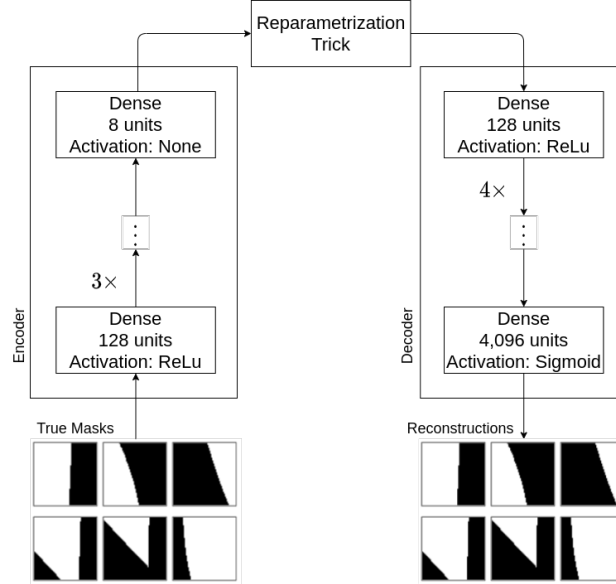 Reparametrization
Trick
Encoder
Dense
8 units
Activation: None
⋮
3×
Dense
128 units
Activation: ReLu
True Masks
Decoder
Dense
128 units
Activation: ReLu
4×
⋮
Dense
4,096 units
Activation: Sigmoid
Reconstructions